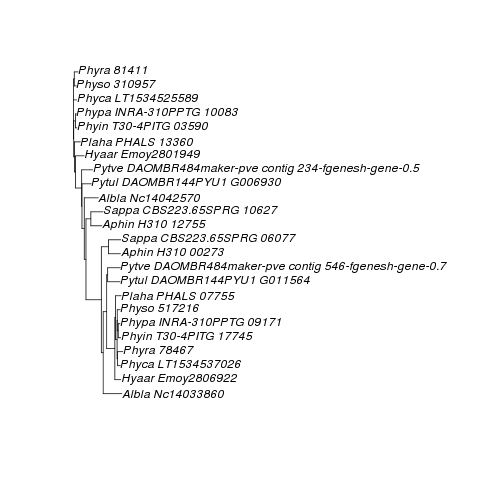 Phyra 81411
Physo 310957
Phyca LT1534525589
Phypa INRA-310PPTG 10083
Phyin T30-4PITG 03590
Plaha PHALS 13360
Hyaar Emoy2801949
Pytve DAOMBR484maker-pve contig 234-fgenesh-gene-0.5
Pytul DAOMBR144PYU1 G006930
Albla Nc14042570
Sappa CBS223.65SPRG 10627
Aphin H310 12755
Sappa CBS223.65SPRG 06077
Aphin H310 00273
Pytve DAOMBR484maker-pve contig 546-fgenesh-gene-0.7
Pytul DAOMBR144PYU1 G011564
Plaha PHALS 07755
Physo 517216
Phypa INRA-310PPTG 09171
Phyin T30-4PITG 17745
Phyra 78467
Phyca LT1534537026
Hyaar Emoy2806922
Albla Nc14033860